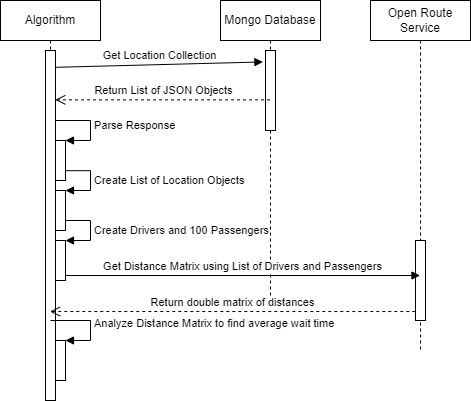 Algorithm
Mongo Database
Open Route
Service
Get Location Collection
Return List of JSON Objects
Parse Response
Create List of Location Objects
Create Drivers and 100 Passengers
Get Distance Matrix using List of Drivers and Passengers
Return double matrix of distances
Analyze Distance Matrix to find average wait time